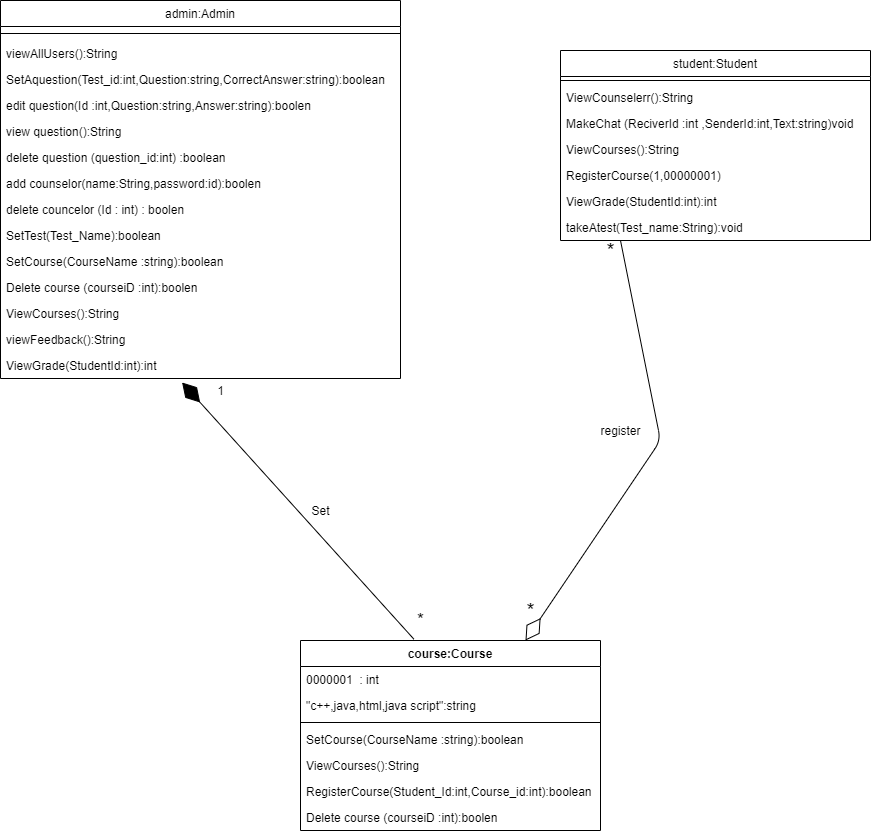 admin:Admin
viewAllUsers():String
SetAquestion(Test_id:int,Question:string,CorrectAnswer:string):boolean
edit question(Id :int,Question:string,Answer:string):boolen
view question():String
delete question (question_id:int) :boolean
add counselor(name:String,password:id):boolen
delete councelor (Id : int) : boolen
SetTest(Test_Name):boolean
SetCourse(CourseName :string):boolean
Delete course (courseiD :int):boolen
ViewCourses():String
viewFeedback():String
ViewGrade(StudentId:int):int
student:Student
ViewCounselerr():String
MakeChat (ReciverId :int ,SenderId:int,Text:string)void
ViewCourses():String
RegisterCourse(1,00000001)
ViewGrade(StudentId:int):int
takeAtest(Test_name:String):void
*
1
register
Set
*
*
course:Course
0000001  : int
"c++,java,html,java script":string
SetCourse(CourseName :string):boolean
ViewCourses():String
RegisterCourse(Student_Id:int,Course_id:int):boolean
Delete course (courseiD :int):boolen